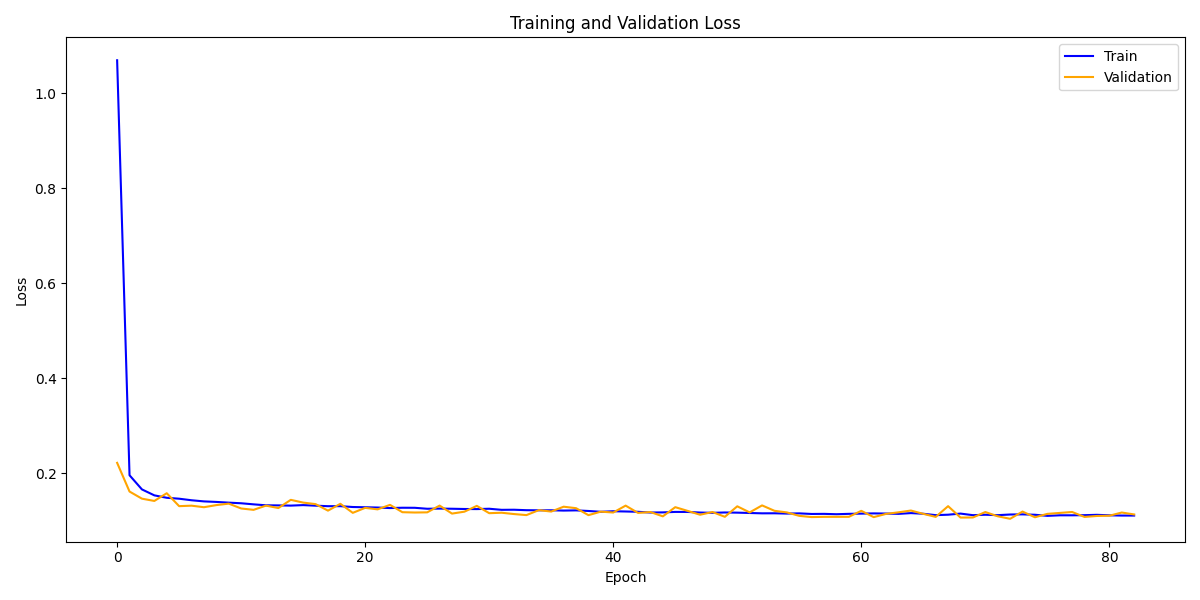 Training and Validation Loss
Train
Validation
1.0
0.8
0.6
0.4
0.2
Loss
0 20 40 60 80
Epoch